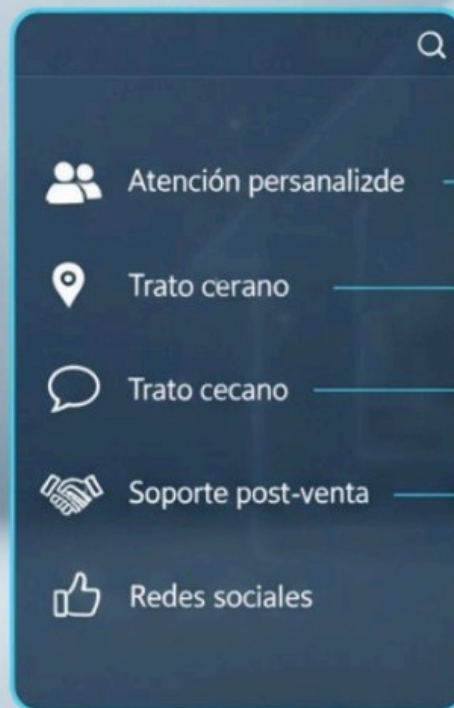 Atención persanalizde
Trato cerano
Trato cecano
Soporte post-venta
Redes sociales